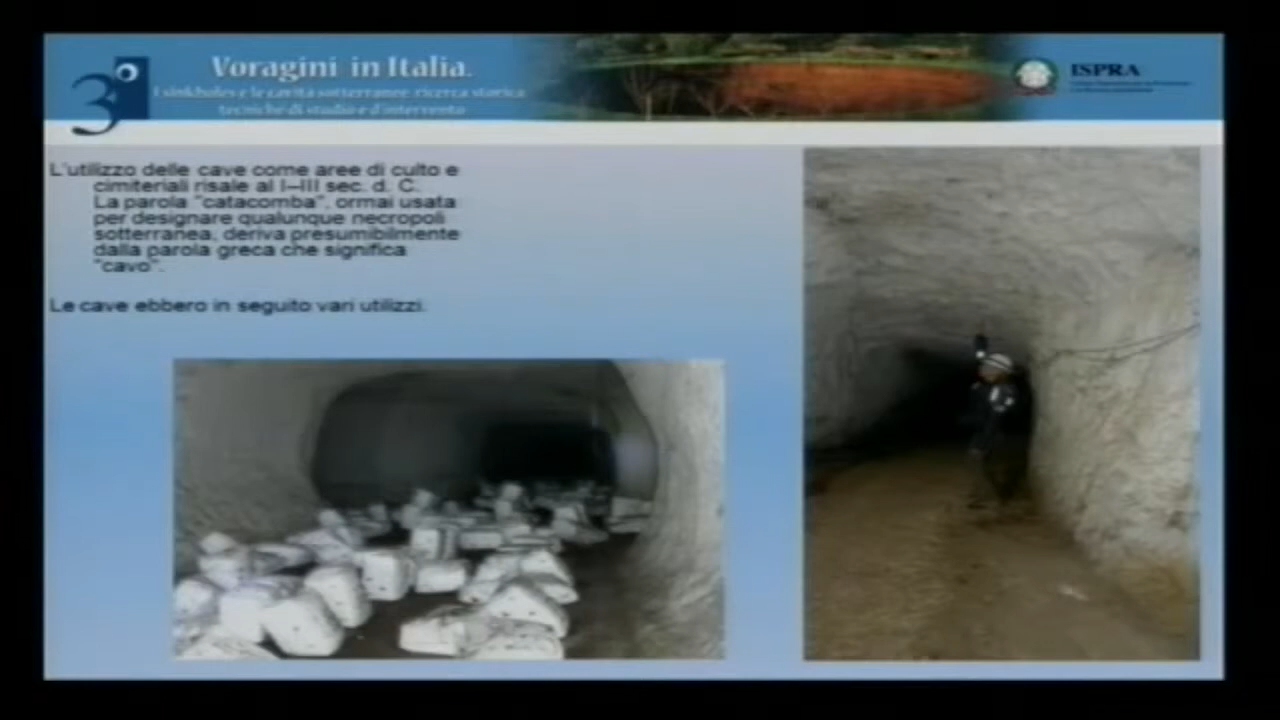 3°
Voragini in Italia.
I sinkholes e le cavità sotterranee: ricerca storica
tecniche di studio e d'intervento
ISPRA
L'utilizzo delle cave come aree di culto e
cimiteriali risale al I–III sec. d. C.
La parola "catacomba", ormai usata
per designare qualunque necropoli
sotterranea, deriva presumibilmente
dalla parola greca che significa
"cavo".
Le cave ebbero in seguito vari utilizzi.